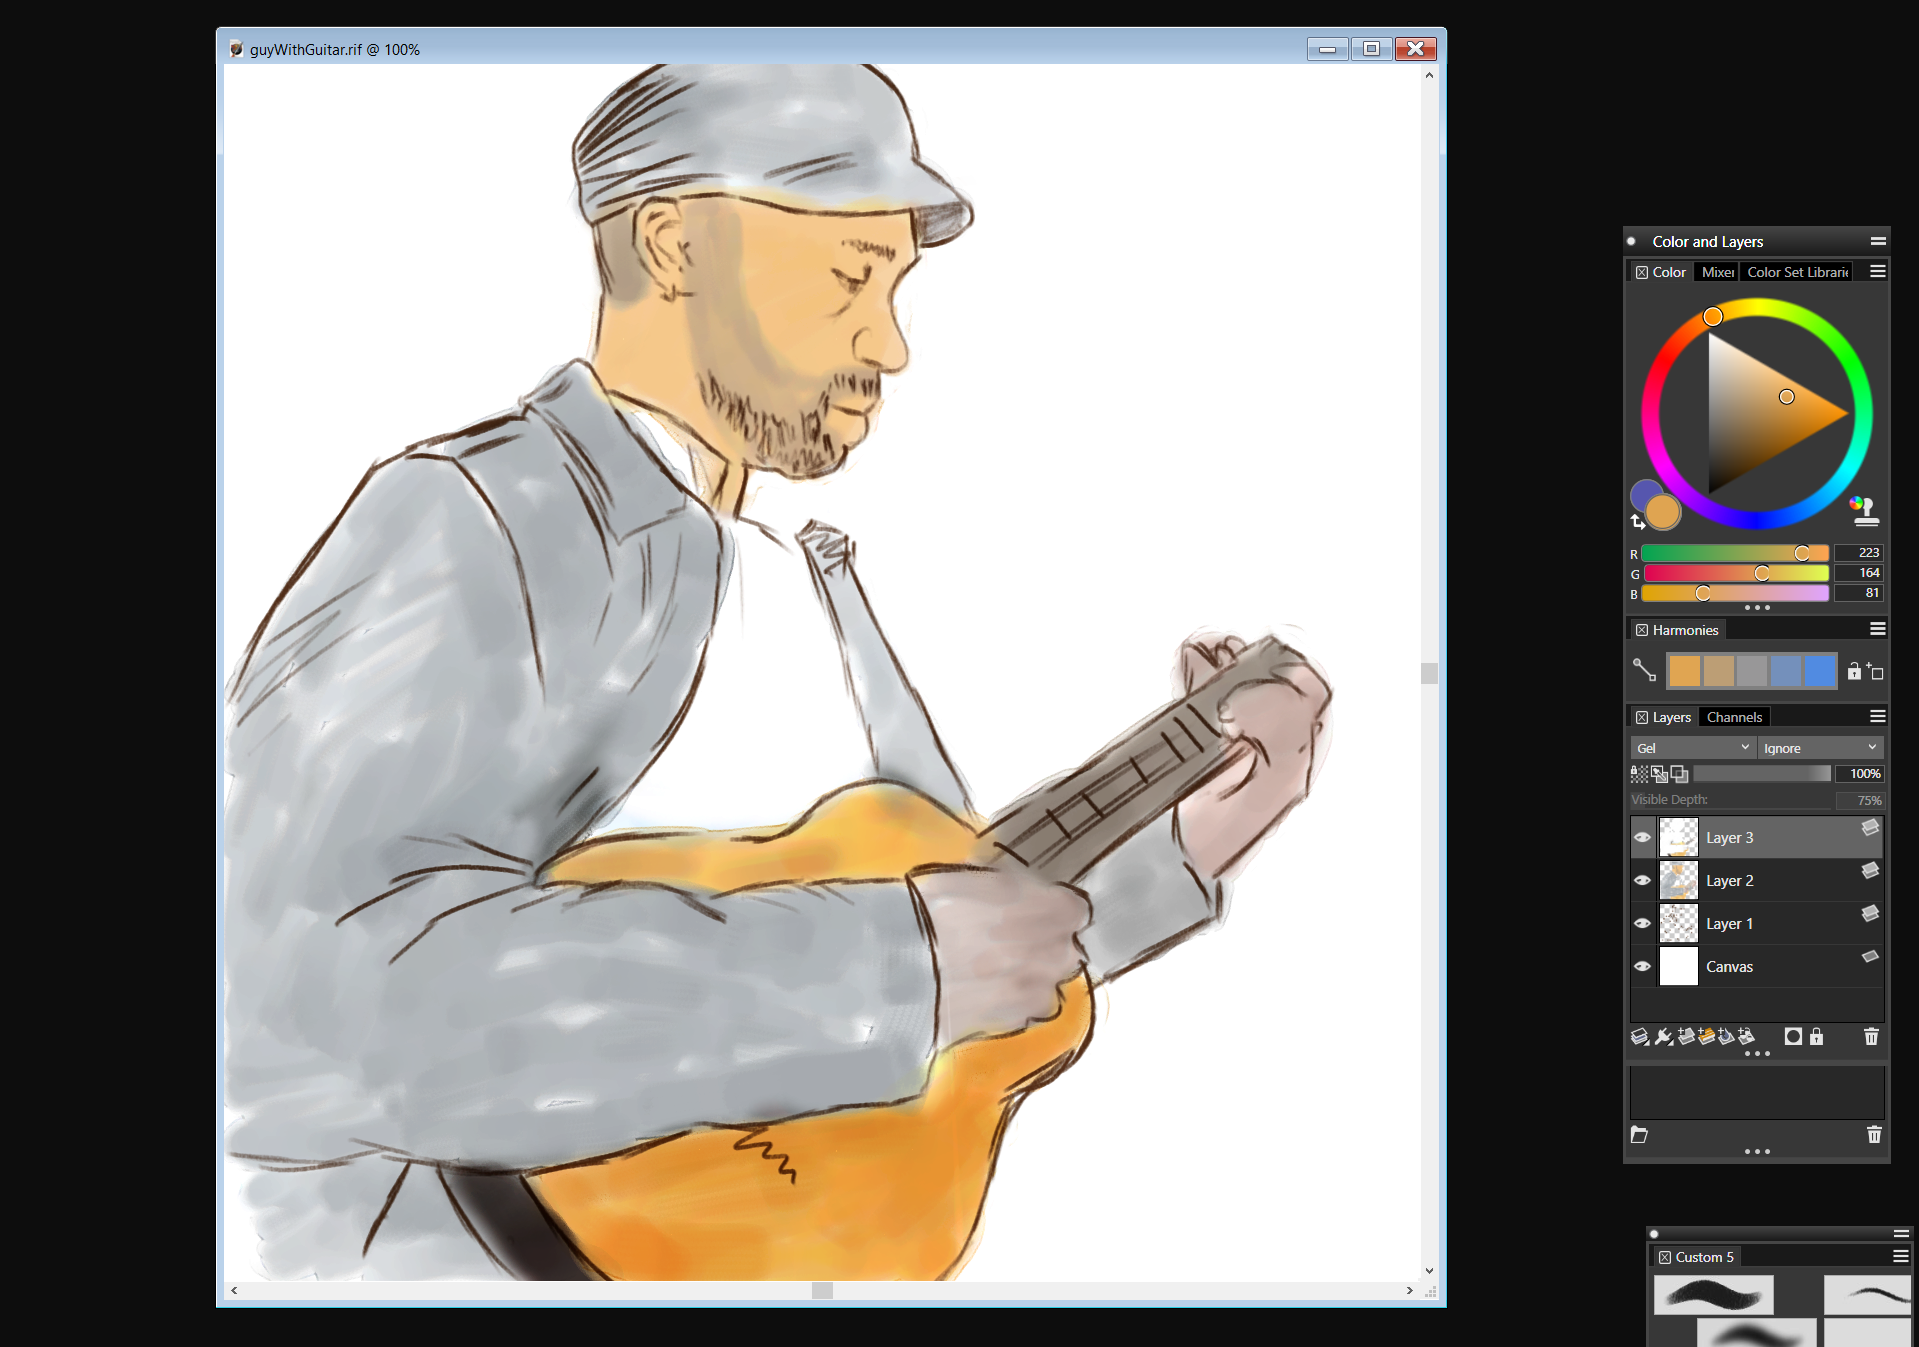 guyWithGuitar.rif @ 100%
Color and Layers
Color Mixer Color Set Librarie
R 223
G 164
B 81
Harmonies
Layers Channels
Gel Ignore
100%
Visible Depth: 75%
Layer 3
Layer 2
Layer 1
Canvas
Custom 5